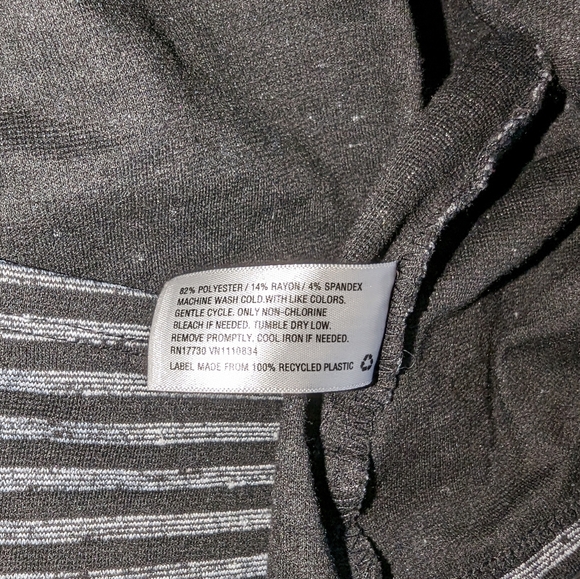 82% POLYESTER / 14% RAYON / 4% SPANDEX
MACHINE WASH COLD.WITH LIKE COLORS.
GENTLE CYCLE. ONLY NON-CHLORINE
BLEACH IF NEEDED. TUMBLE DRY LOW.
REMOVE PROMPTLY. COOL IRON IF NEEDED.
RN17730 VN1119834
LABEL MADE FROM 100% RECYCLED PLASTIC